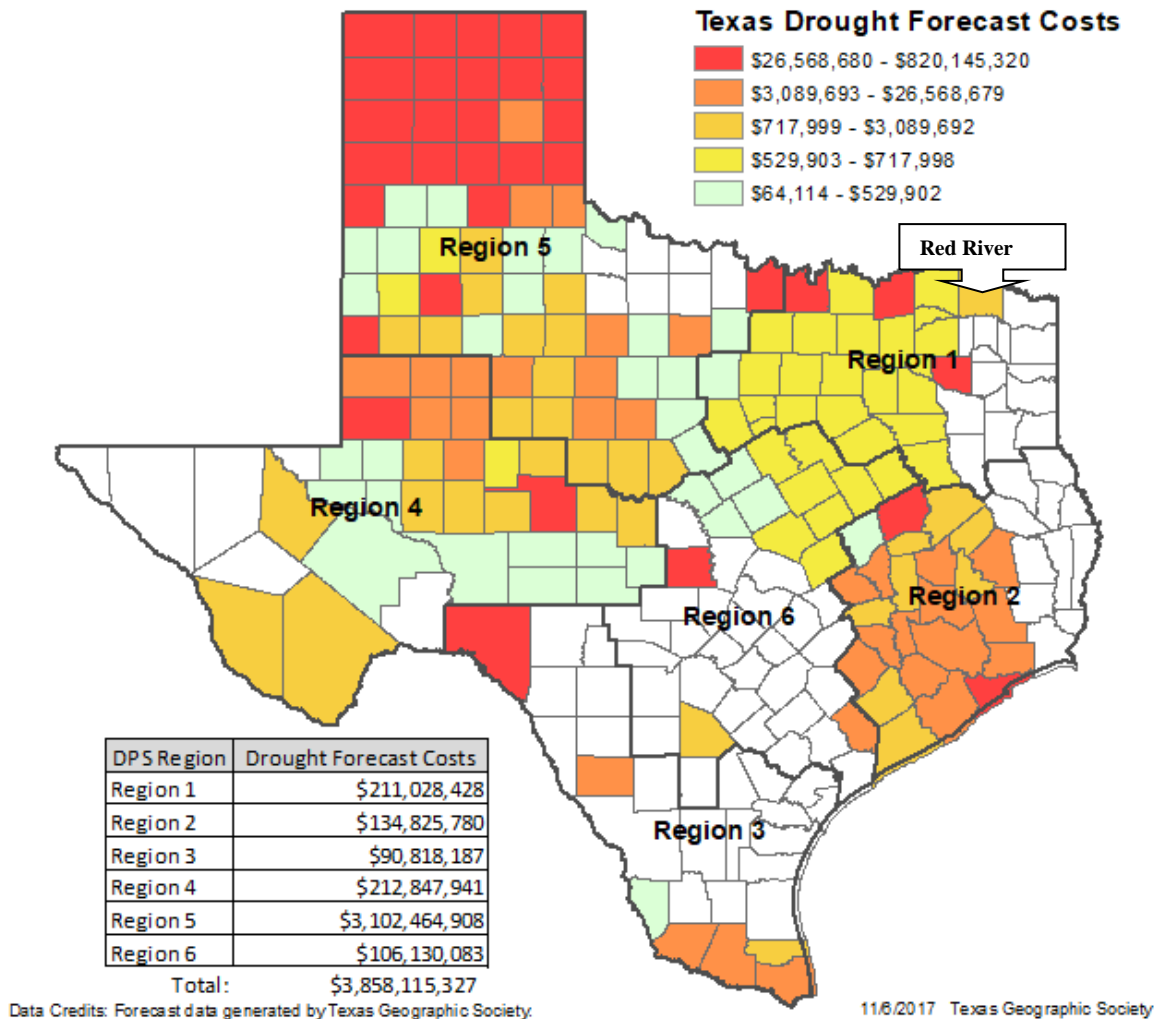 Texas Drought Forecast Costs
$26,568,680 - $820,145,320
$3,089,693 - $26,568,679
$717,999 - $3,089,692
$529,903 - $717,998
$64,114 - $529,902
Red River
Region 5
Region 1
Region 4
Region 2
Region 6
Region 3
DPS Region Drought Forecast Costs
Region 1 $211,028,428
Region 2 $134,825,780
Region 3 $90,818,187
Region 4 $212,847,941
Region 5 $3,102,464,908
Region 6 $106,130,083
Total: $3,858,115,327
Data Credits: Forecast data generated by Texas Geographic Society.
11/6/2017 Texas Geographic Society